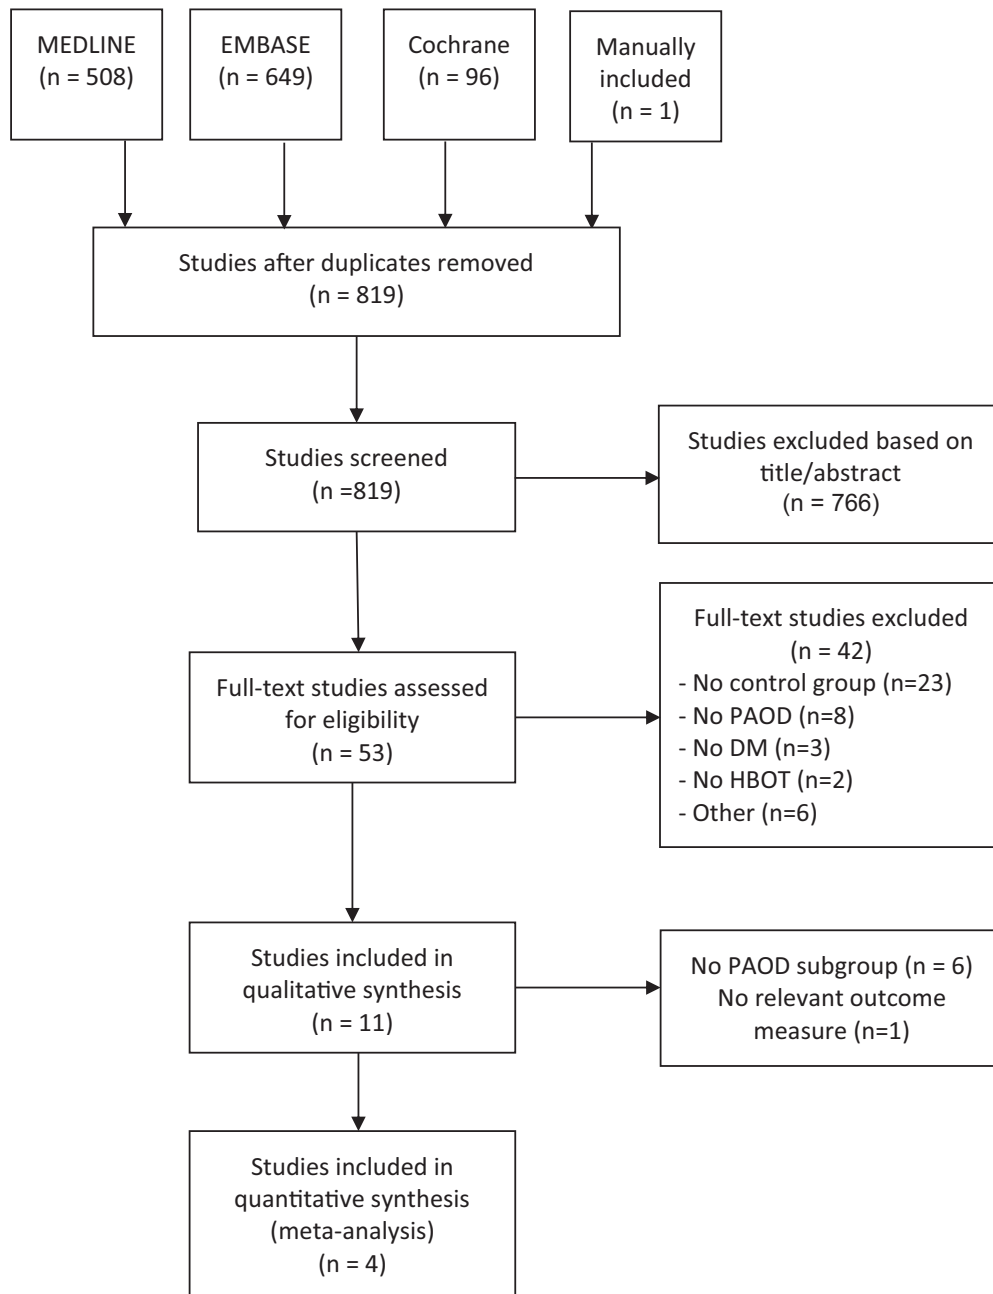 MEDLINE
(n = 508)
EMBASE
(n = 649)
Cochrane
(n = 96)
Manually
included
(n = 1)
Studies after duplicates removed
(n = 819)
Studies screened
(n =819)
Studies excluded based on
title/abstract
(n = 766)
Full-text studies assessed
for eligibility
(n = 53)
Full-text studies excluded
(n = 42)
- No control group (n=23)
- No PAOD (n=8)
- No DM (n=3)
- No HBOT (n=2)
- Other (n=6)
Studies included in
qualitative synthesis
(n = 11)
No PAOD subgroup (n = 6)
No relevant outcome
measure (n=1)
Studies included in
quantitative synthesis
(meta-analysis)
(n = 4)